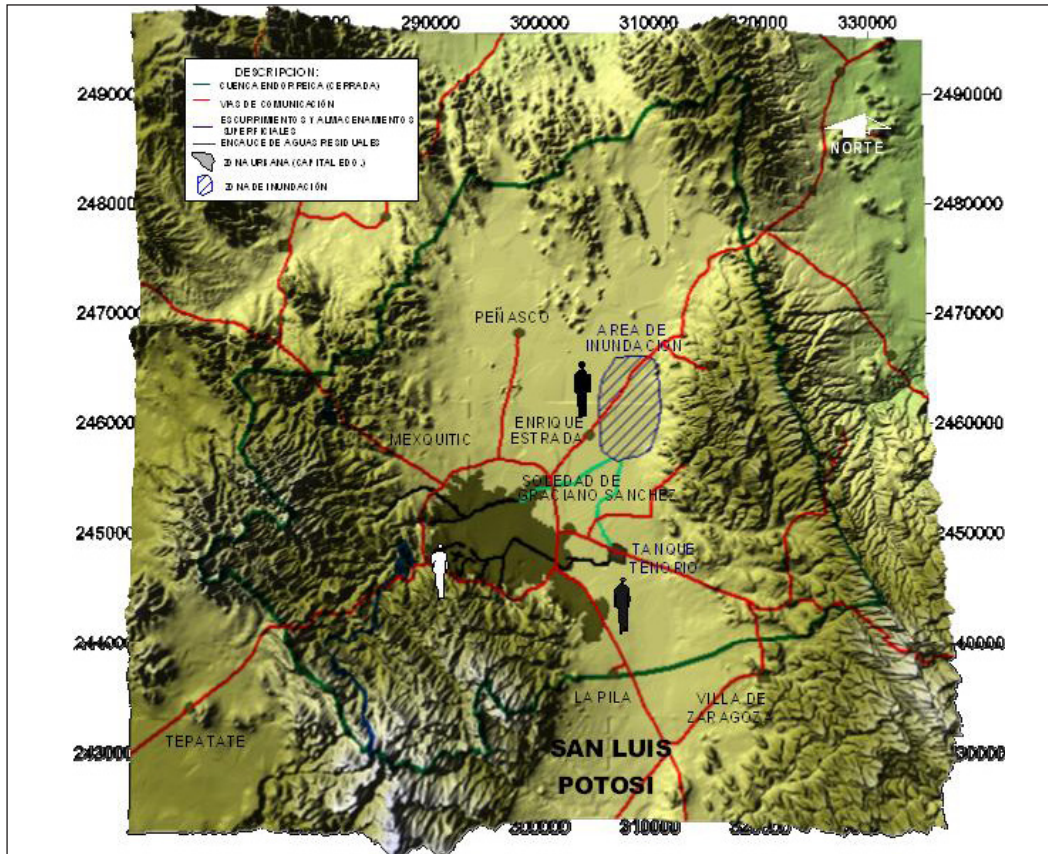 290000 300000 310000 320000 330000
DESCRIPCION:
CUENCA ENDORREICA (CERRADA)
VIAS DE COMUNICACIÓN
ESCURRIMIENTOS Y ALMACENAMIENTOS
SUPERFICIALES
ENCAUCE DE AGUAS RESIDUALES
ZONA URBANA (CAPITAL EDO.)
ZONA DE INUNDACIÓN
2490000 2490000
NORTE
2480000 2480000
2470000 2470000
PEÑASCO
AREA DE
INUNDACION
2460000 2460000
ENRIQUE
ESTRADA
MEXQUITIC
SOLEDAD DE
GRACIANO SANCHEZ
2450000 2450000
TANQUE
TENORIO
2440000
LA PILA
VILLA DE
ZARAGOZA
TEPATATE
SAN LUIS
POTOSI
300000 310000 320000